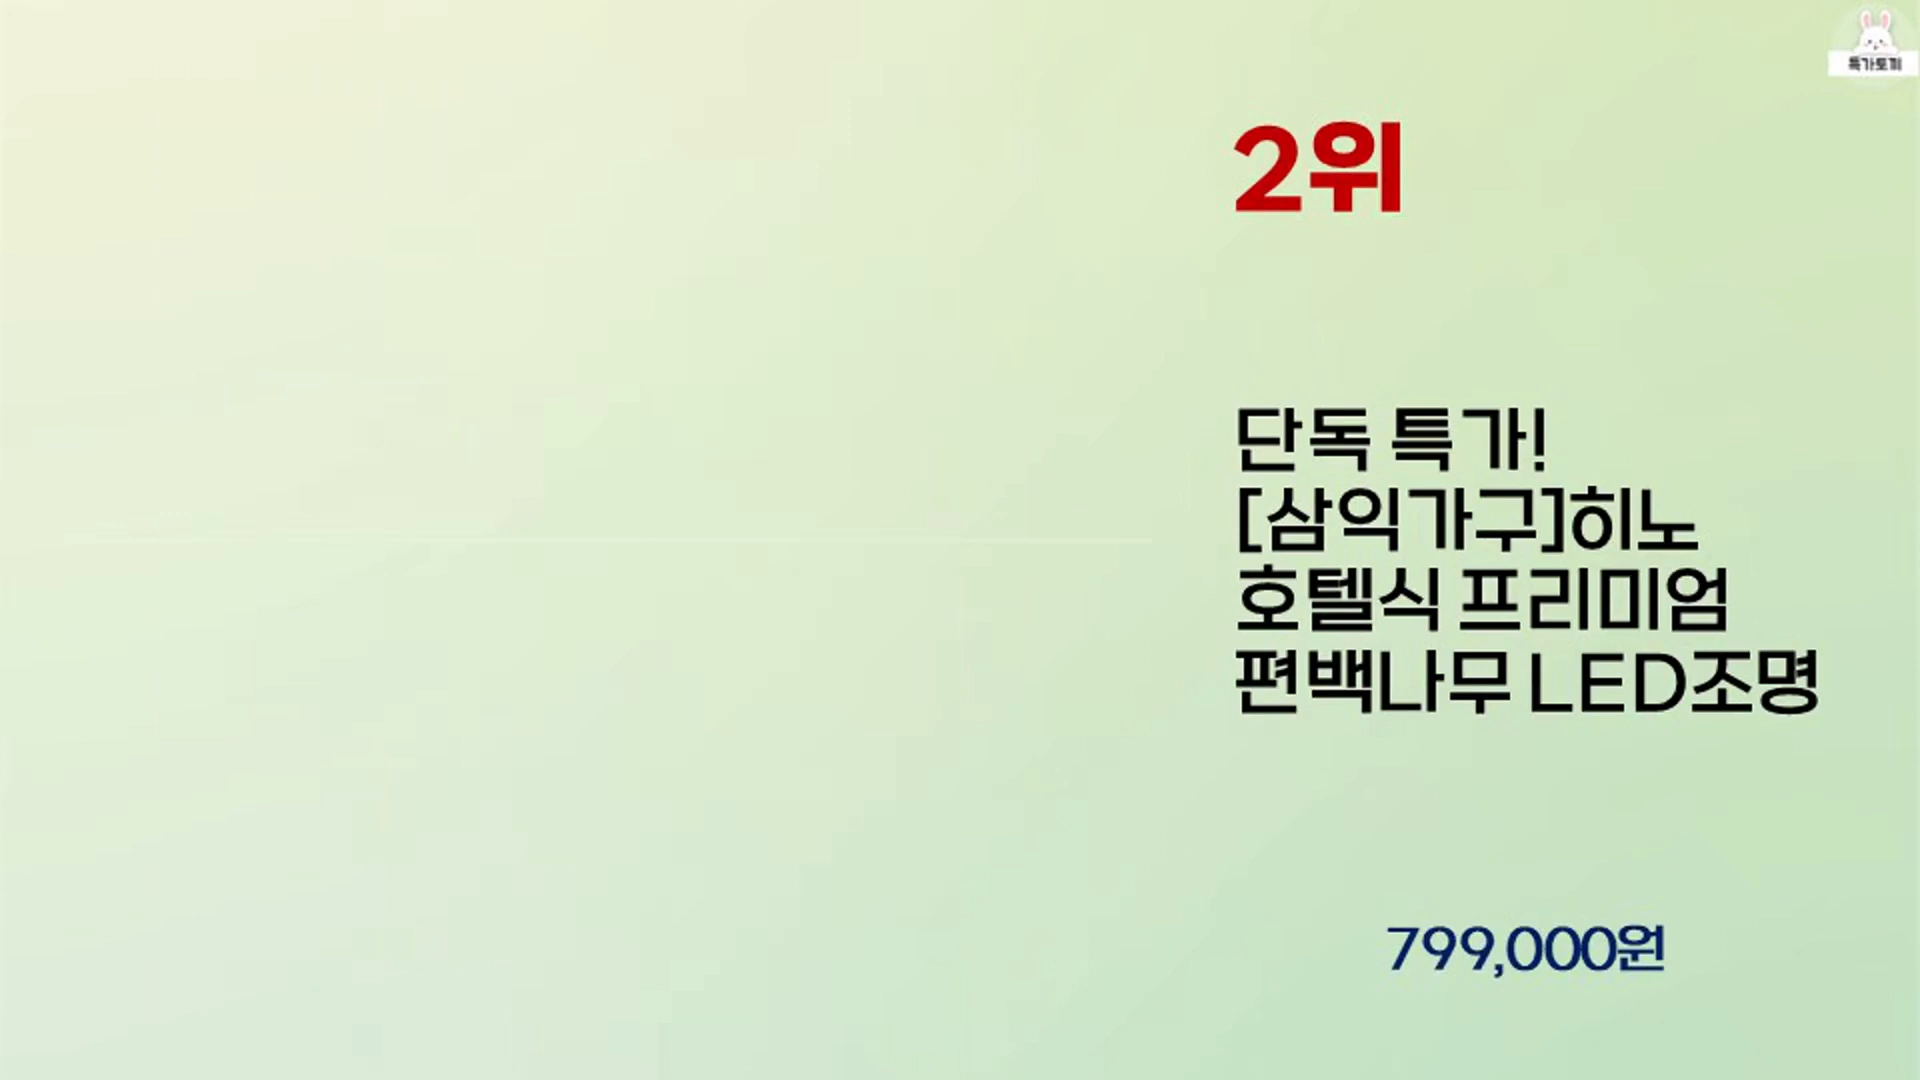 특가토끼
2위
단독 특가!
[삼익가구]히노
호텔식 프리미엄
편백나무 LED조명
799,000원